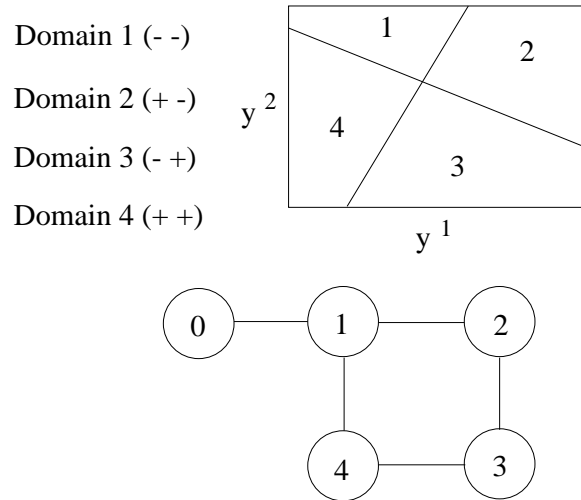 Domain 1 (- -)
Domain 2 (+ -)
Domain 3 (- +)
Domain 4 (+ +)
1
2
y 2
4
3
y 1
0
1
2
4
3